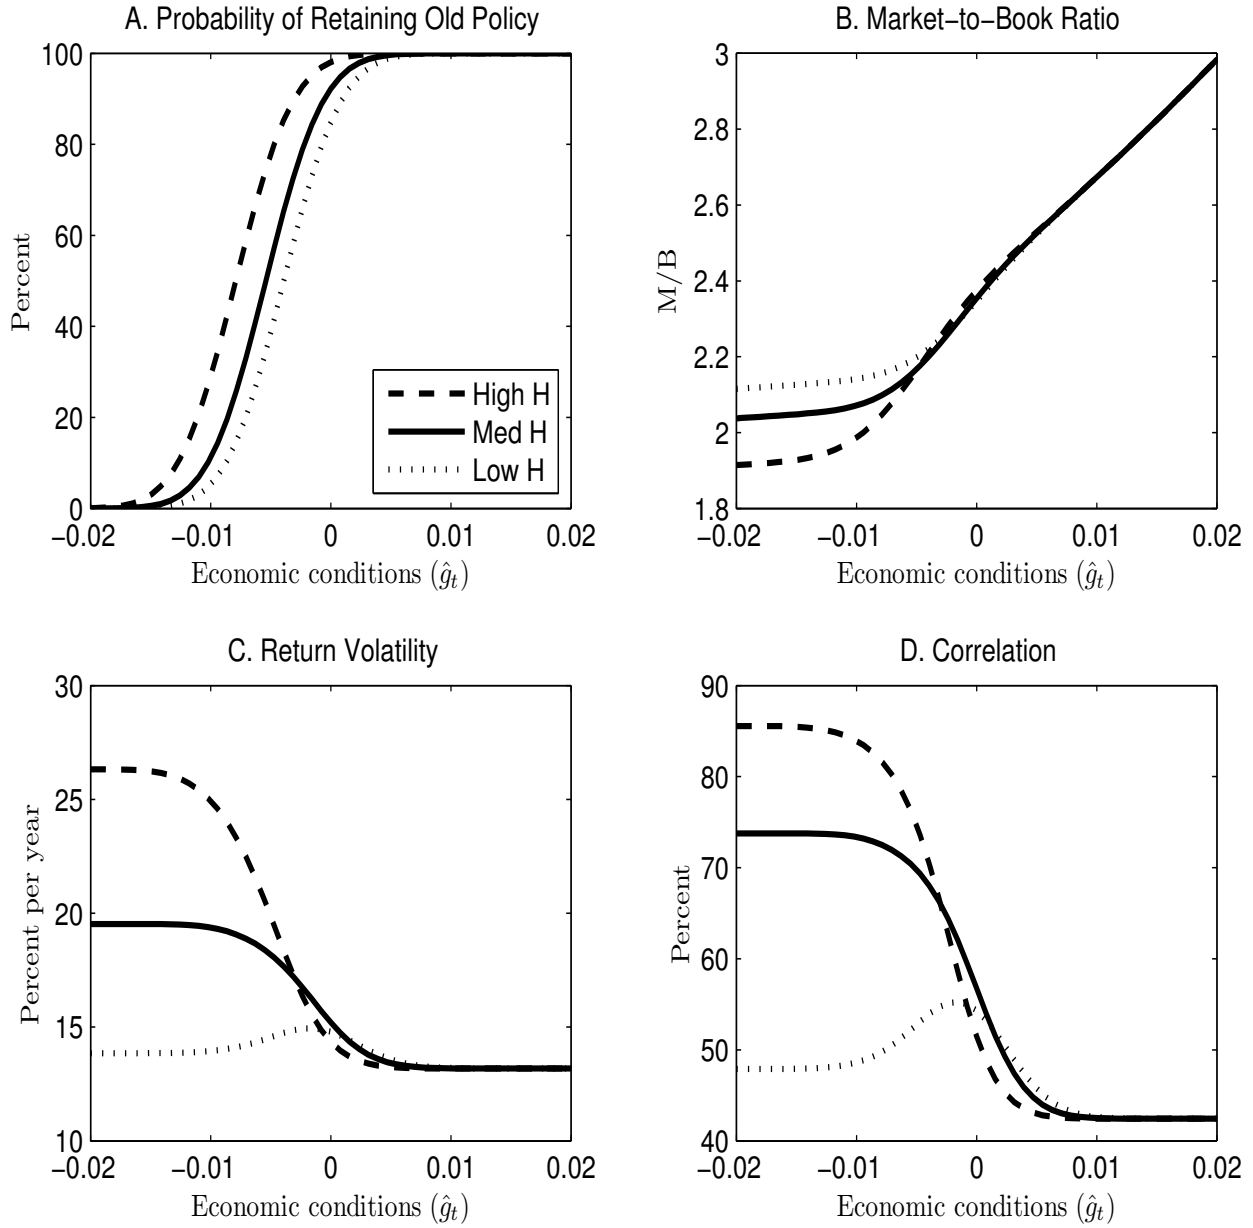 A. Probability of Retaining Old Policy
100
80
60
40
20
0
Percent
High H
Med H
Low H
−0.02 −0.01 0 0.01 0.02
Economic conditions (ĝₜ)
B. Market−to−Book Ratio
3
2.8
2.6
2.4
2.2
2
1.8
M/B
−0.02 −0.01 0 0.01 0.02
Economic conditions (ĝₜ)
C. Return Volatility
30
25
20
15
10
Percent per year
−0.02 −0.01 0 0.01 0.02
Economic conditions (ĝₜ)
D. Correlation
90
80
70
60
50
40
Percent
−0.02 −0.01 0 0.01 0.02
Economic conditions (ĝₜ)